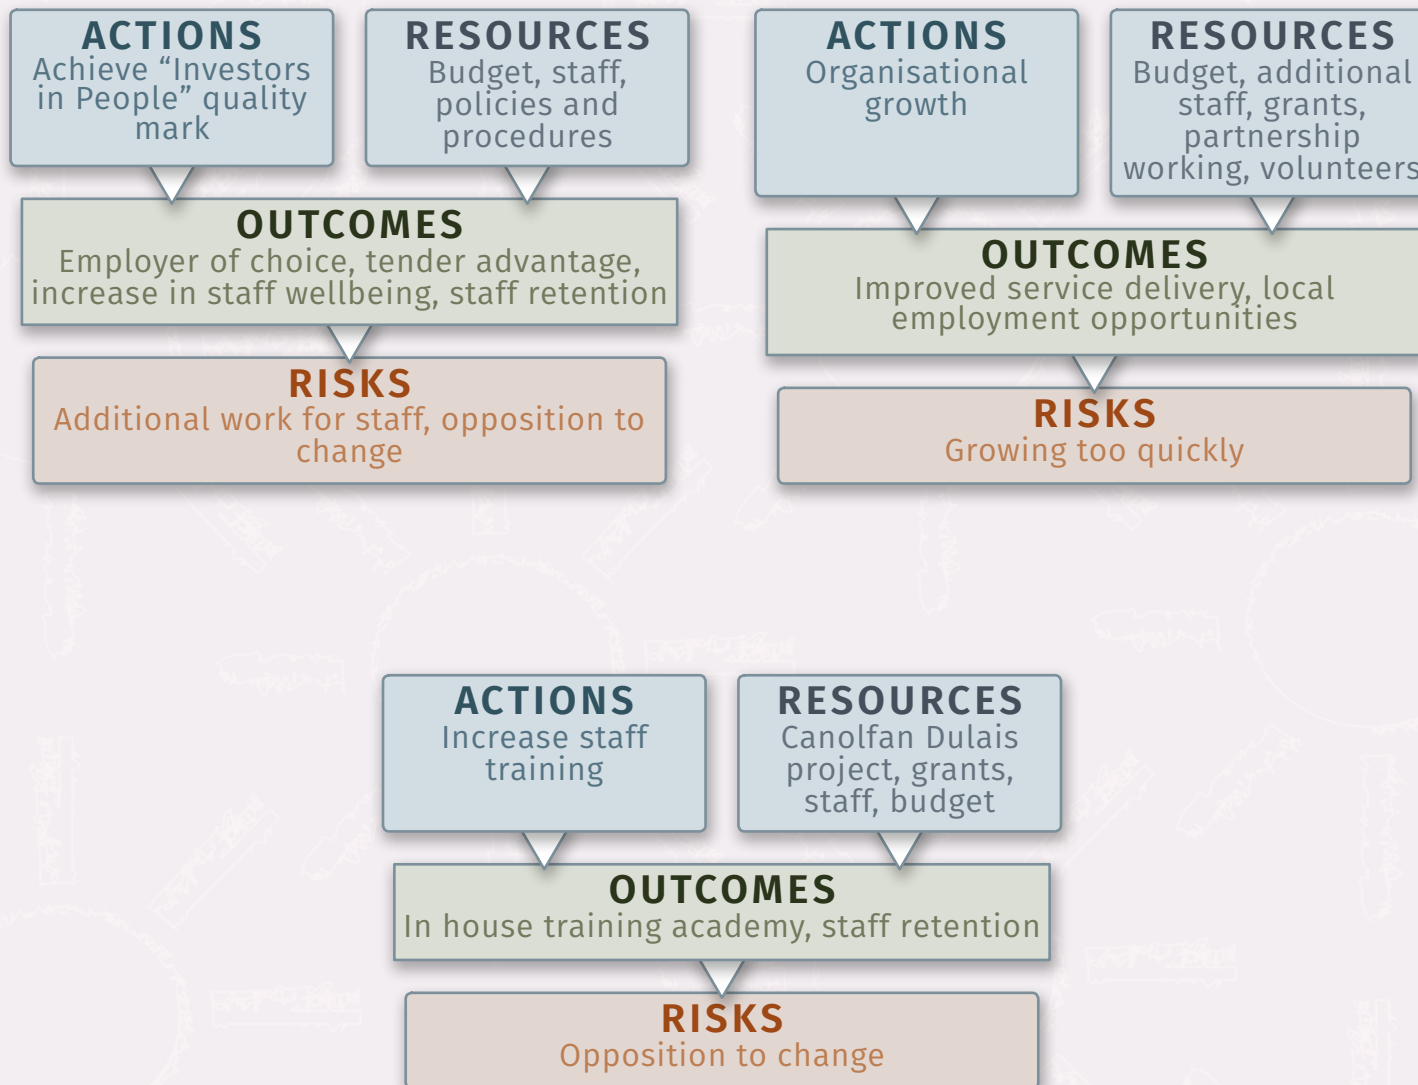 ACTIONS
Achieve “Investors
in People” quality
mark
RESOURCES
Budget, staff,
policies and
procedures
OUTCOMES
Employer of choice, tender advantage,
increase in staff wellbeing, staff retention
RISKS
Additional work for staff, opposition to
change
ACTIONS
Organisational
growth
RESOURCES
Budget, additional
staff, grants,
partnership
working, volunteers
OUTCOMES
Improved service delivery, local
employment opportunities
RISKS
Growing too quickly
ACTIONS
Increase staff
training
RESOURCES
Canolfan Dulais
project, grants,
staff, budget
OUTCOMES
In house training academy, staff retention
RISKS
Opposition to change